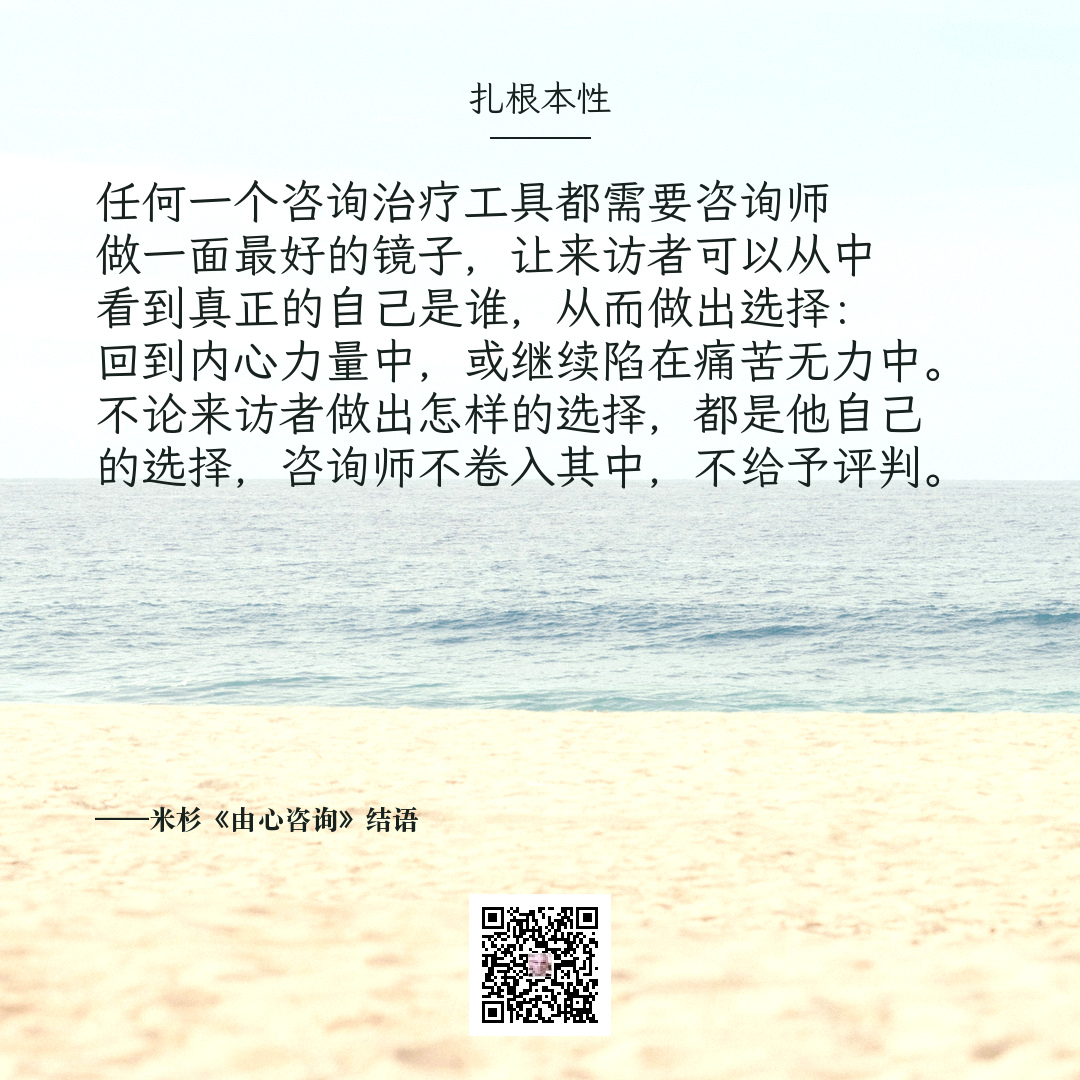 扎根本性
任何一个咨询治疗工具都需要咨询师
做一面最好的镜子，让来访者可以从中
看到真正的自己是谁，从而做出选择：
回到内心力量中，或继续陷在痛苦无力中。
不论来访者做出怎样的选择，都是他自己
的选择，咨询师不卷入其中，不给予评判。
——米杉《由心咨询》结语